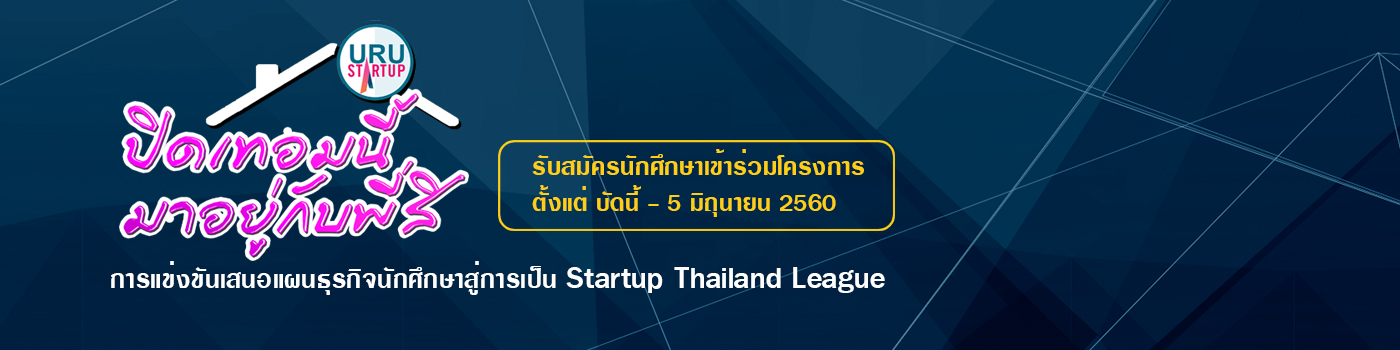 URU
STARTUP
ปิดเทอมนี้
มาอยู่กับพี่สิ
รับสมัครนักศึกษาเข้าร่วมโครงการ
ตั้งแต่ บัดนี้ - 5 มิถุนายน 2560
การแข่งขันเสนอแผนธุรกิจนักศึกษาสู่การเป็น Startup Thailand League